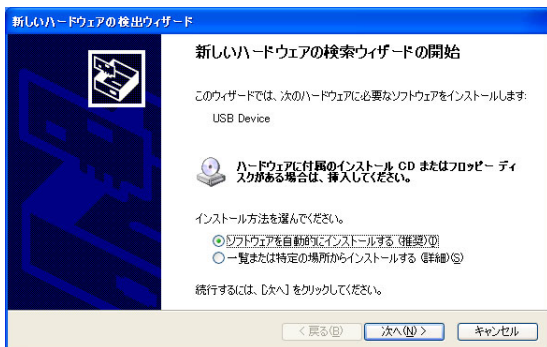 新しいハードウェアの検出ウィザード
新しいハードウェアの検索ウィザードの開始
このウィザードでは、次のハードウェアに必要なソフトウェアをインストールします:
USB Device
ハードウェアに付属のインストール CD またはフロッピー ディ
スクがある場合は、挿入してください。
インストール方法を選んでください。
ソフトウェアを自動的にインストールする (推奨)(I)
一覧または特定の場所からインストールする (詳細)(S)
続行するには、[次へ] をクリックしてください。
< 戻る(B)
次へ(N) >
キャンセル